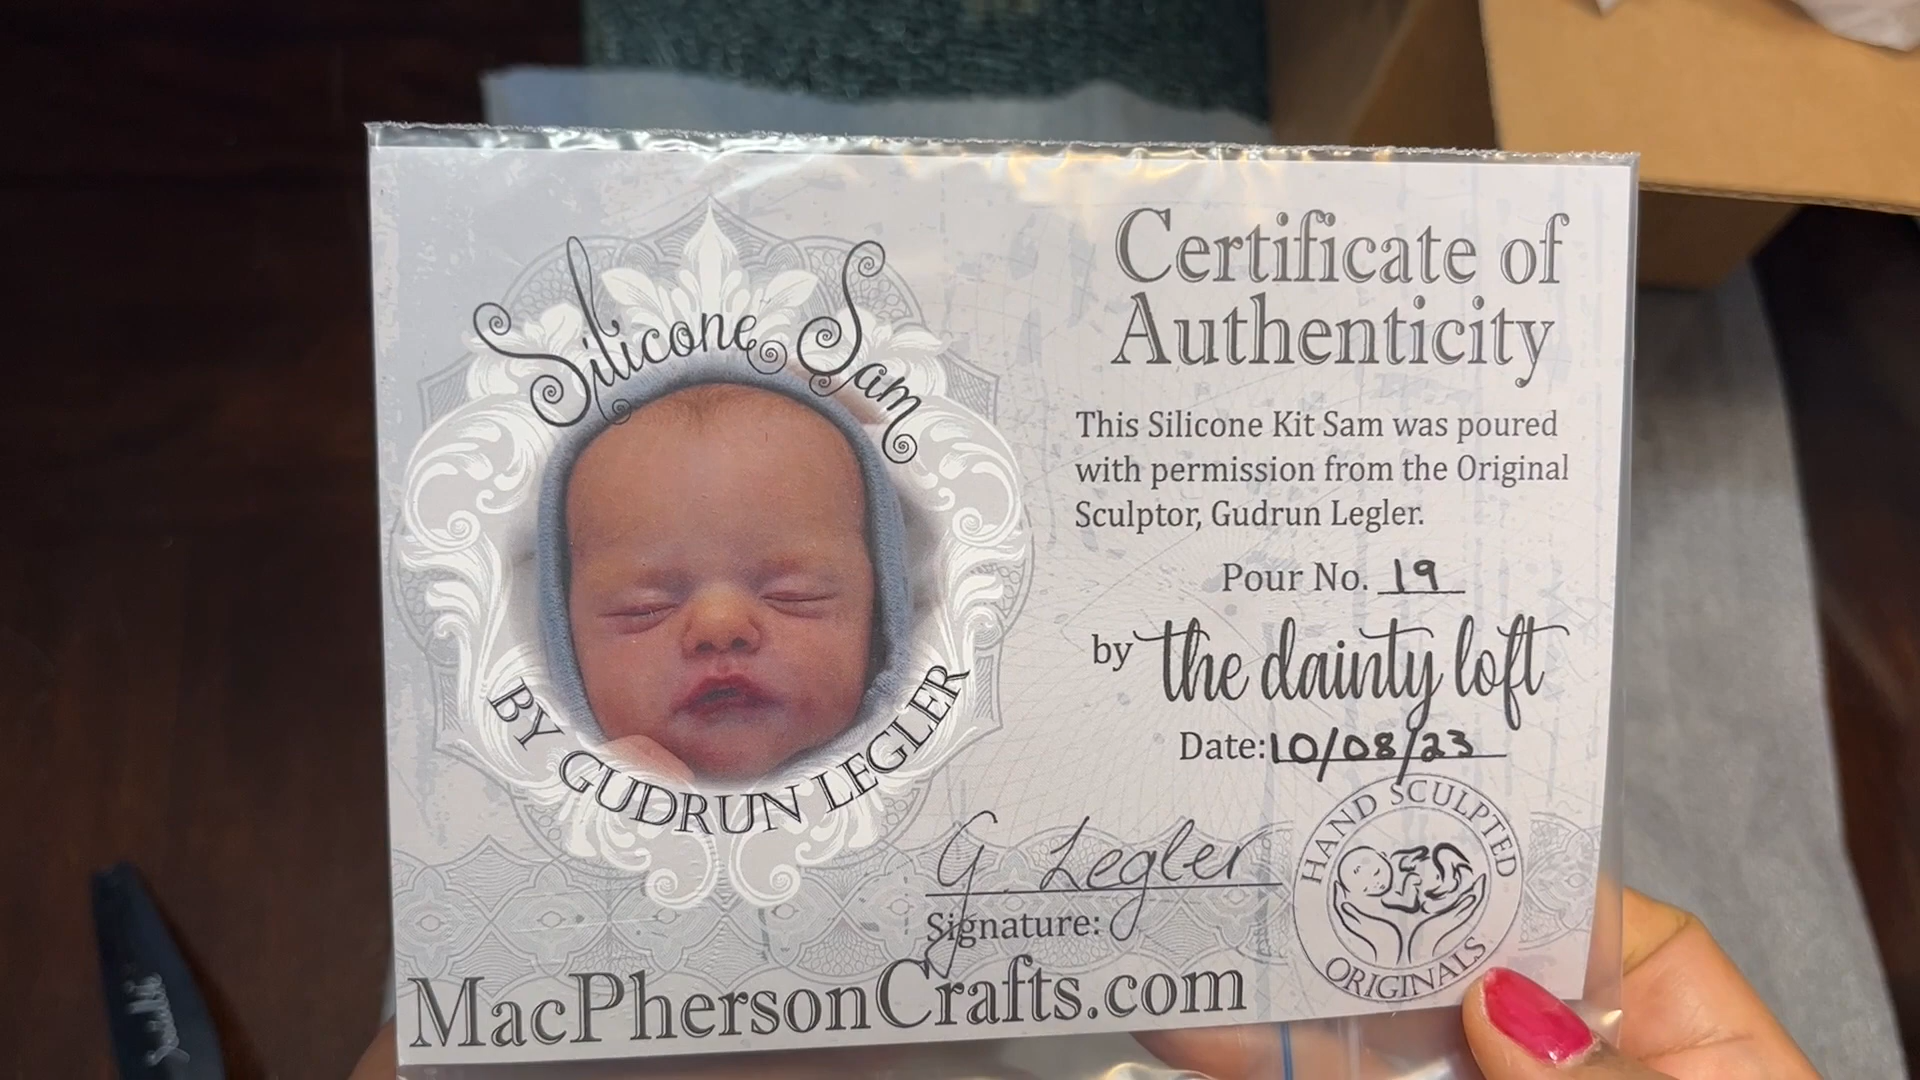 Silicone Sam
BY GUDRUN LEGLER
Certificate of
Authenticity
This Silicone Kit Sam was poured
with permission from the Original
Sculptor, Gudrun Legler.
Pour No. 19
by the dainty loft
Date: 10/08/23
G. Legler
Signature:
HAND SCULPTED
ORIGINALS
MacPhersonCrafts.com